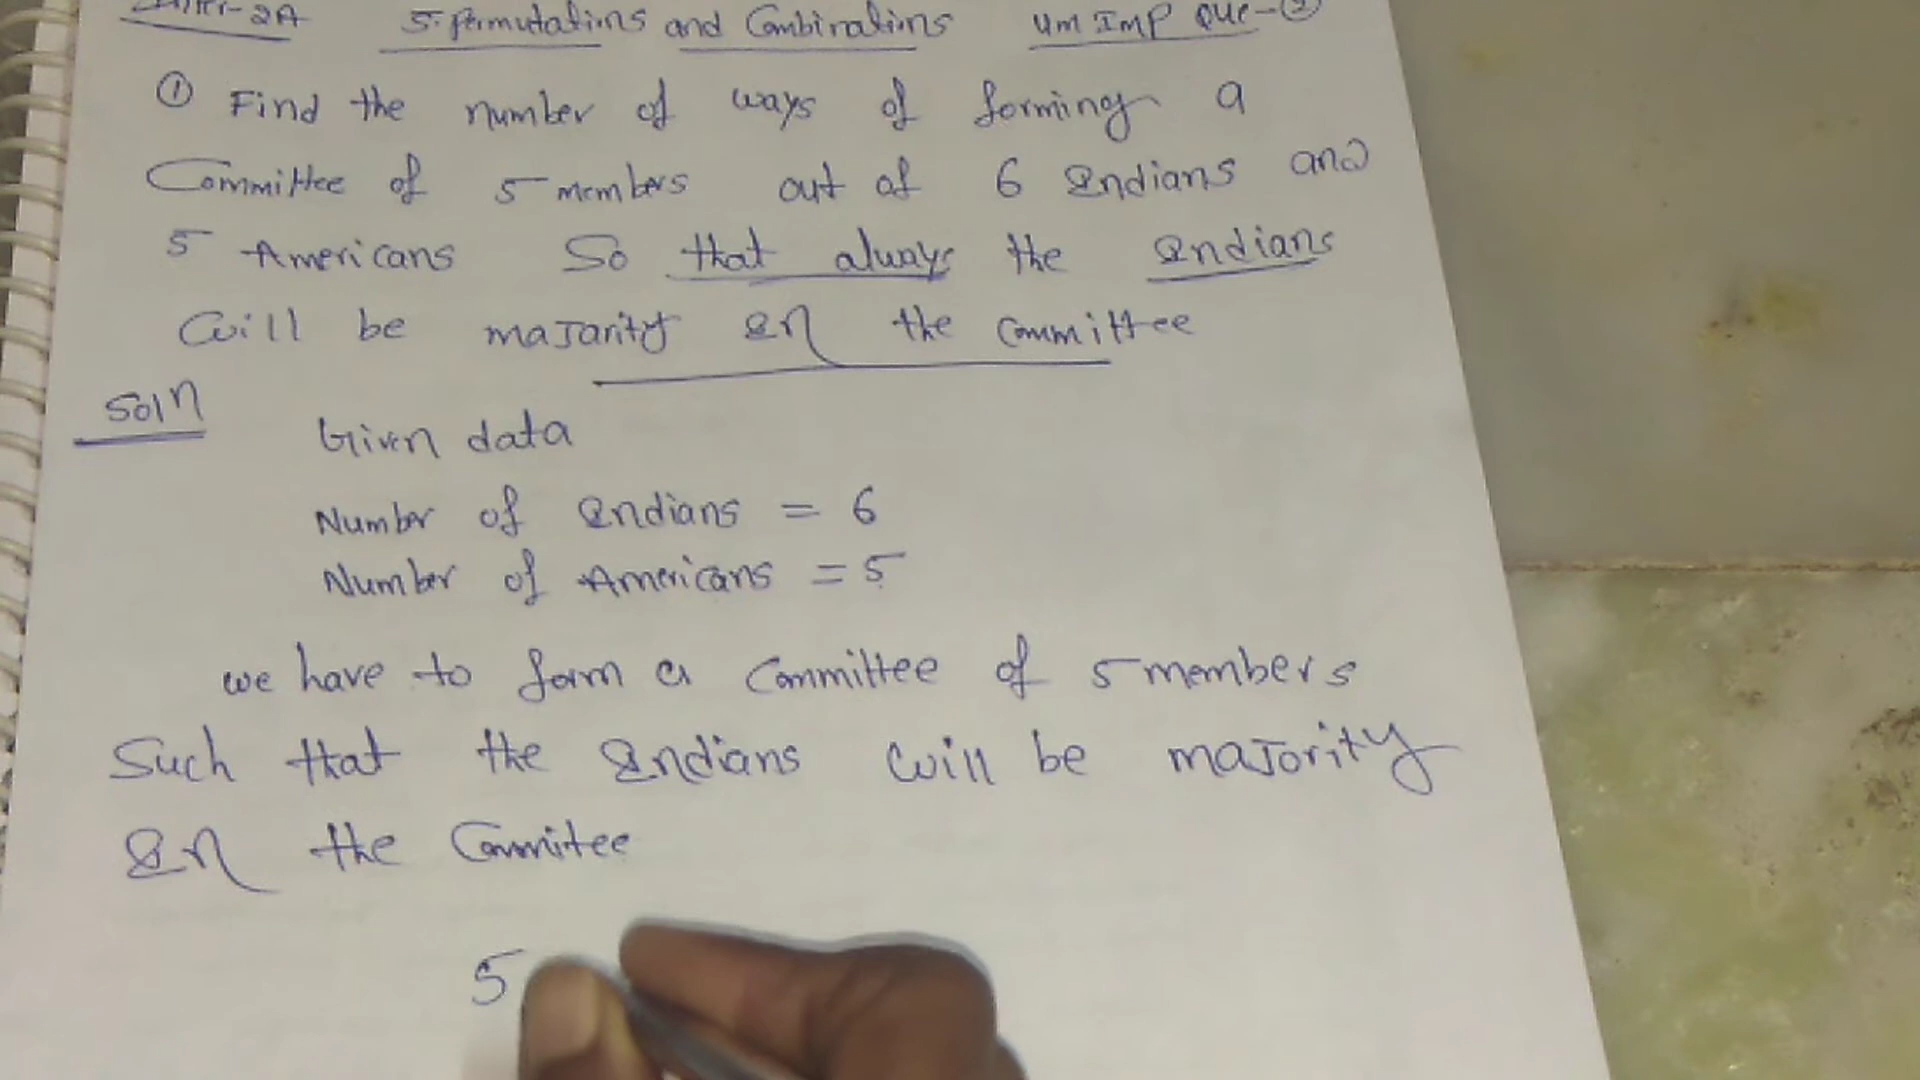 -2A 5. Permutations and Combinations Um Imp Que-②
① Find the number of ways of forming a
Committee of 5 members out of 6 Indians and
5 Americans So that always the Indians
will be majarity in the committee
Soln
Given data
Number of Indians = 6
Number of Americans = 5
we have to form a Committee of 5 members
Such that the Indians will be majority
in the Commitee
5